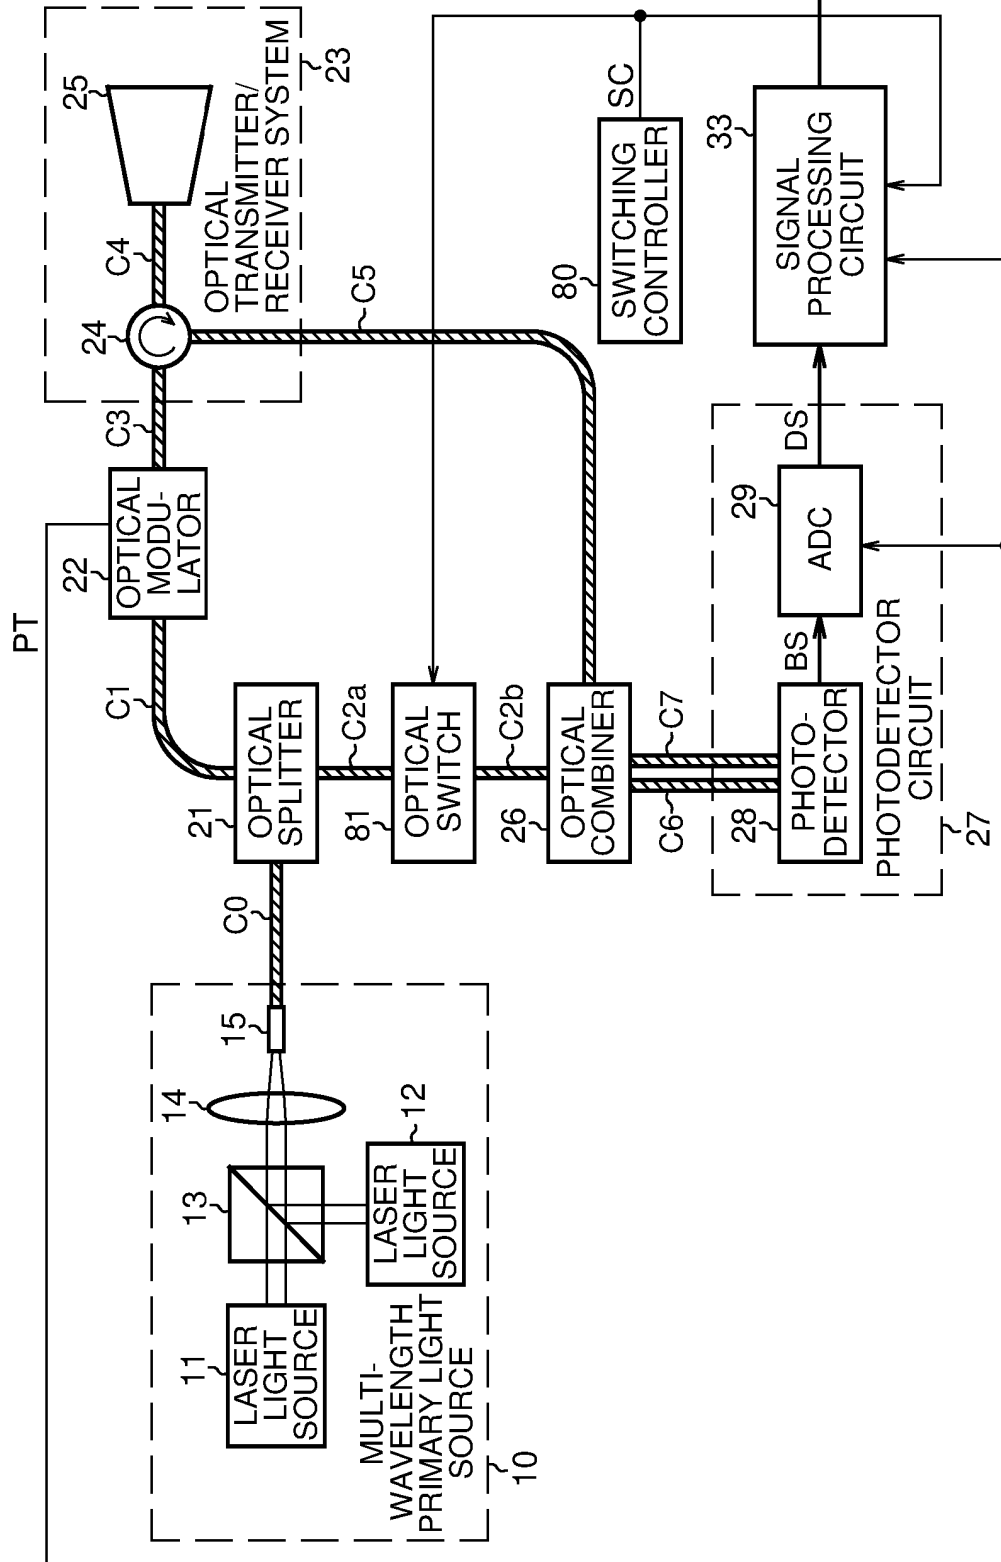 PT
10
MULTI-
WAVELENGTH
PRIMARY LIGHT
SOURCE
11
LASER
LIGHT
SOURCE
12
LASER
LIGHT
SOURCE
13
14
15
C0
21
OPTICAL
SPLITTER
C1
22
OPTICAL
MODU-
LATOR
C3
23
OPTICAL
TRANSMITTER/
RECEIVER SYSTEM
24
C4
25
C5
C2a
81
OPTICAL
SWITCH
C2b
26
OPTICAL
COMBINER
C6
C7
27
PHOTODETECTOR
CIRCUIT
28
PHOTO-
DETECTOR
BS
29
ADC
DS
33
SIGNAL
PROCESSING
CIRCUIT
80
SWITCHING
CONTROLLER
SC